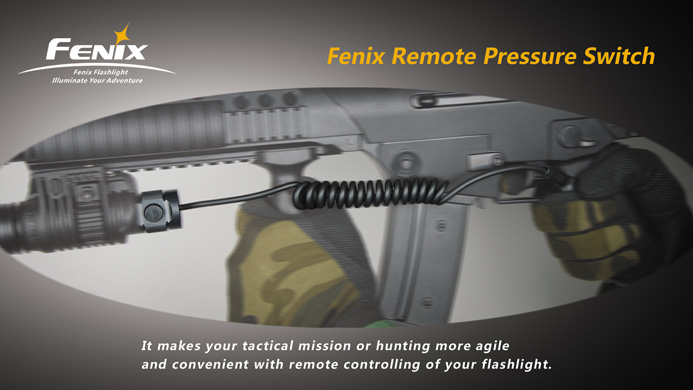 FENIX
Fenix Flashlight
Illuminate Your Adventure
Fenix Remote Pressure Switch
It makes your tactical mission or hunting more agile
and convenient with remote controlling of your flashlight.